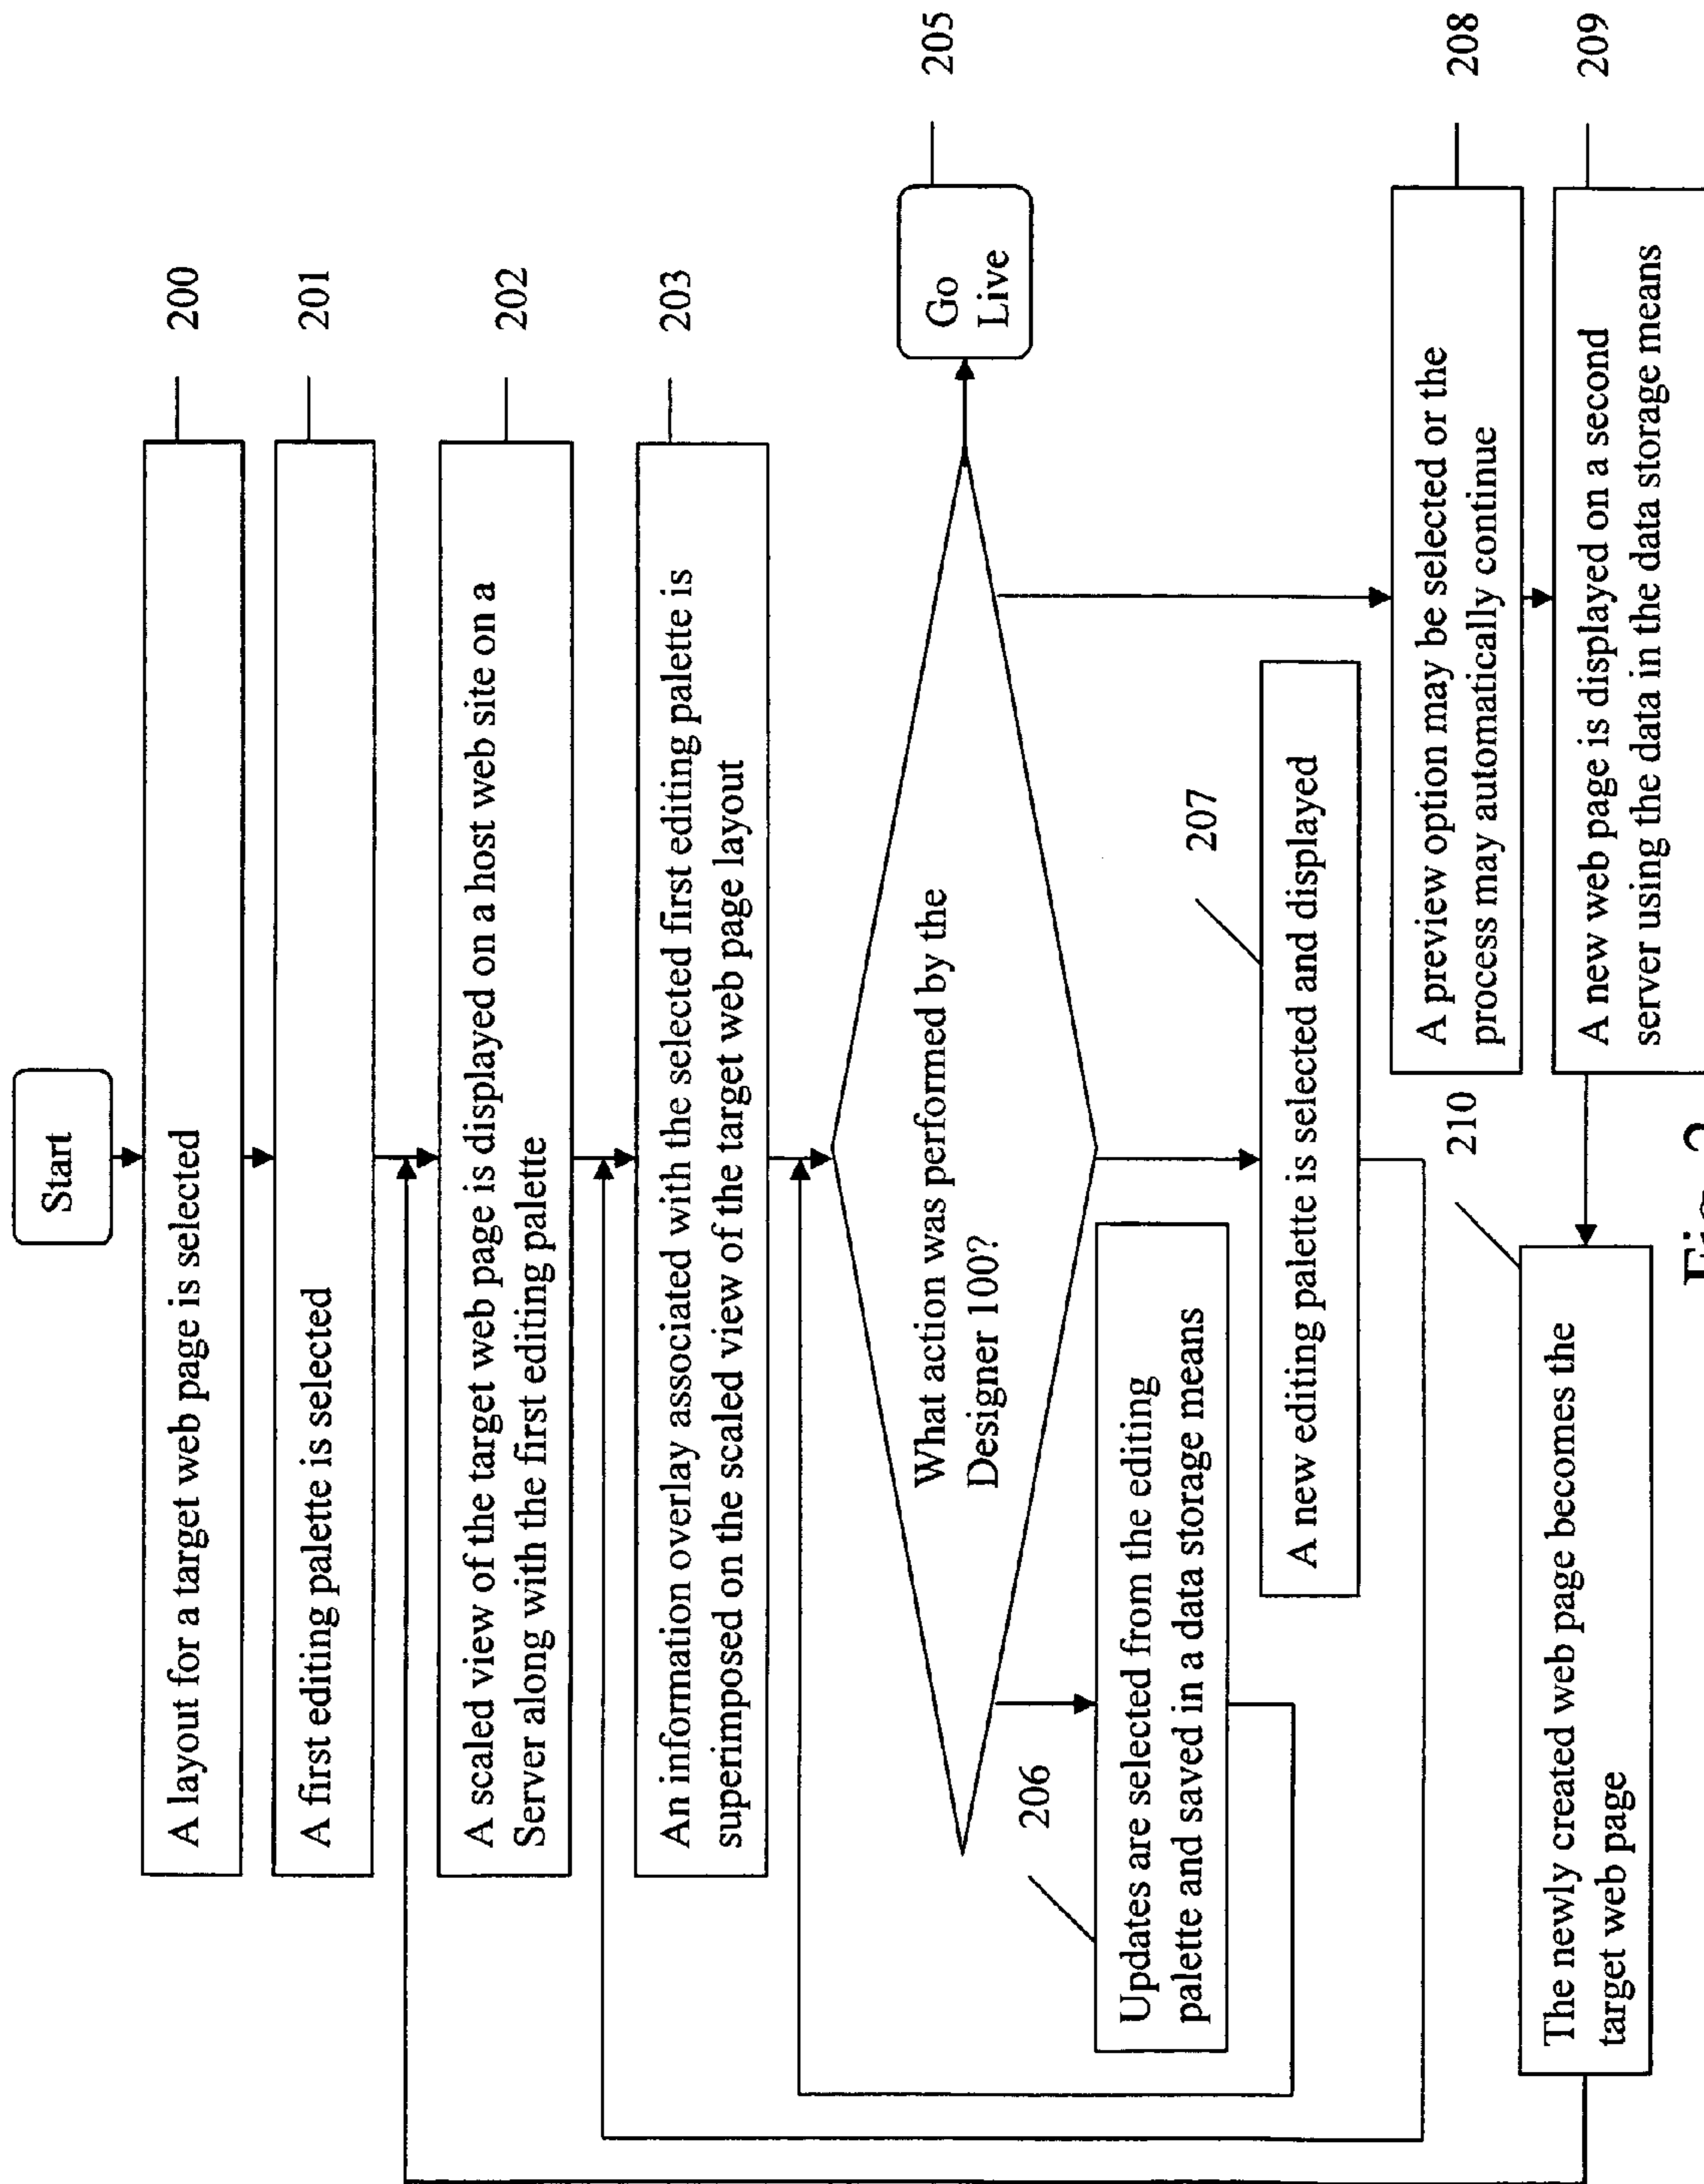 Start
A layout for a target web page is selected
200
A first editing palette is selected
201
A scaled view of the target web page is displayed on a host web site on a
Server along with the first editing palette
202
An information overlay associated with the selected first editing palette is
superimposed on the scaled view of the target web page layout
203
What action was performed by the
Designer 100?
Go
Live
205
206
Updates are selected from the editing
palette and saved in a data storage means
207
A new editing palette is selected and displayed
A preview option may be selected or the
process may automatically continue
208
A new web page is displayed on a second
server using the data in the data storage means
209
210
The newly created web page becomes the
target web page